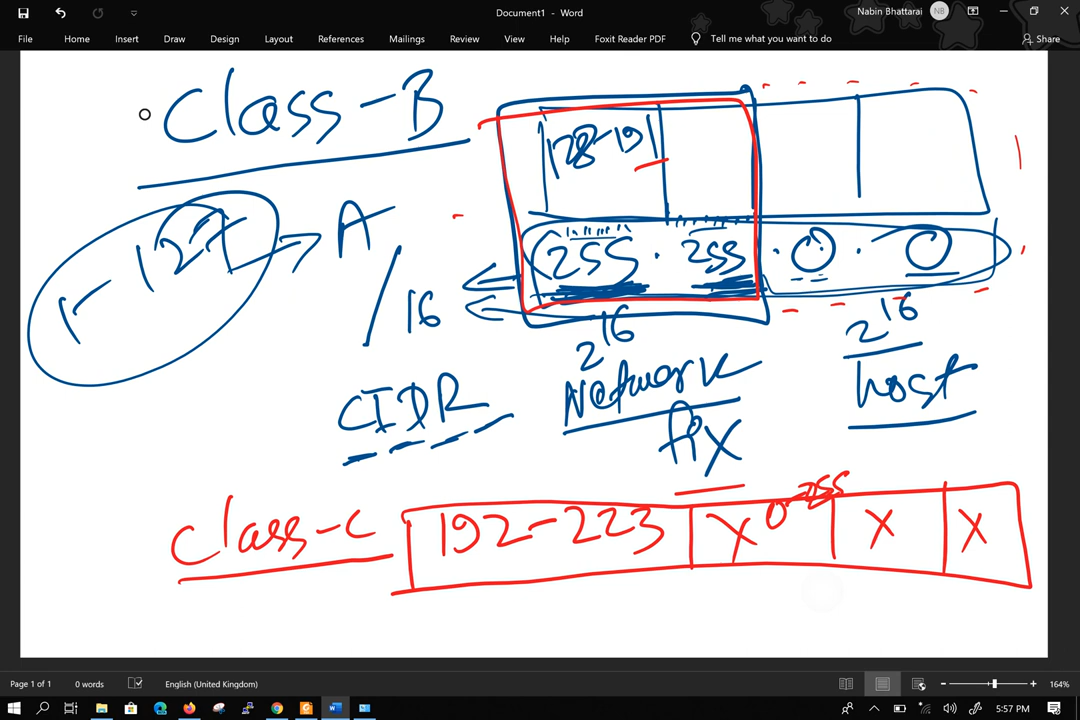 Document1 - Word
Nabin Bhattarai NB
File Home Insert Draw Design Layout References Mailings Review View Help Foxit Reader PDF Tell me what you want to do Share
Class-B
128-191
1-127 → A
255 . 255 . 0 . 0
/16
2^16 2^16
CIDR Network host
fix
Class-C 192-223 X 0-255 X X
Page 1 of 1 0 words English (United Kingdom) 164%
5:57 PM